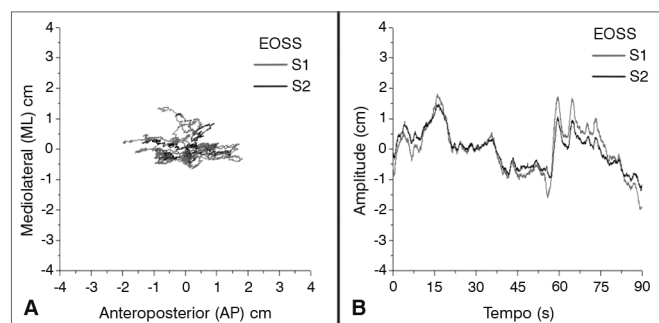 4
3
2
1
0
-1
-2
-3
-4
Mediolateral (ML) cm
EOSS
S1
S2
A
-4 -3 -2 -1 0 1 2 3 4
Anteroposterior (AP) cm
4
3
2
1
0
-1
-2
-3
-4
Amplitude (cm)
EOSS
S1
S2
B
0 15 30 45 60 75 90
Tempo (s)